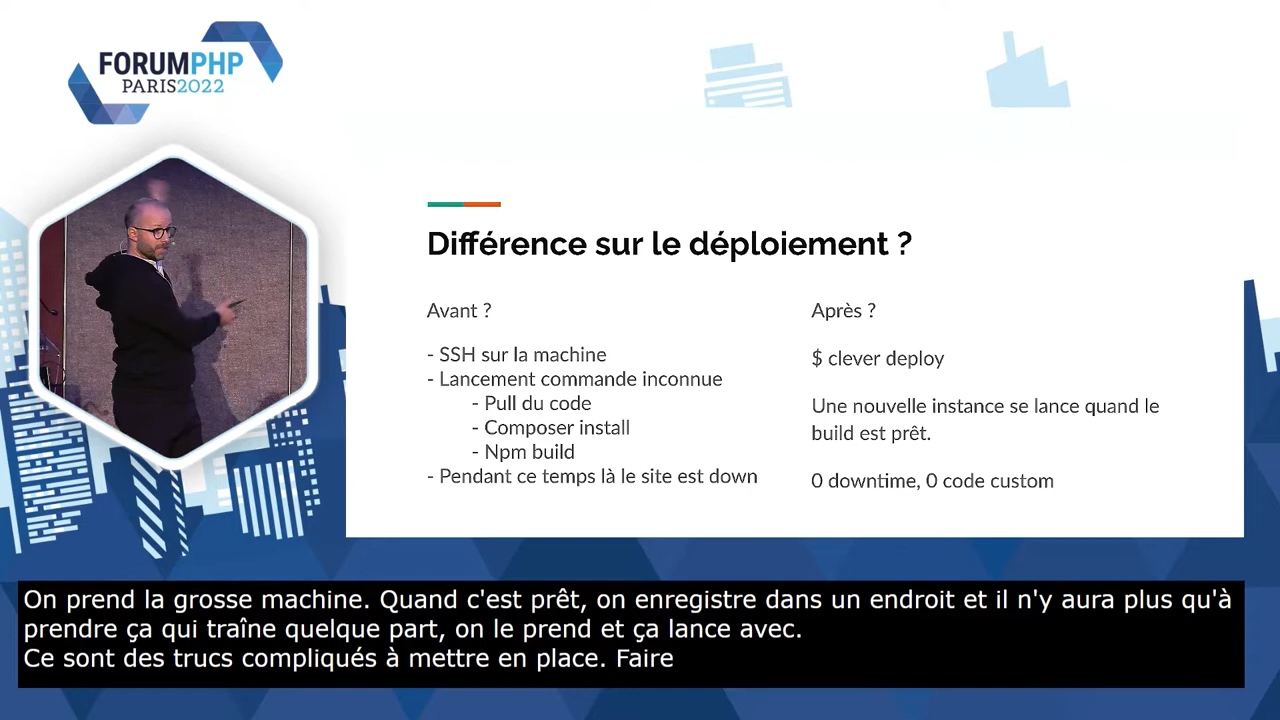 FORUMPHP
PARIS2022
Différence sur le déploiement ?
Avant ?
- SSH sur la machine
- Lancement commande inconnue
- Pull du code
- Composer install
- Npm build
- Pendant ce temps là le site est down
Après ?
$ clever deploy
Une nouvelle instance se lance quand le
build est prêt.
0 downtime, 0 code custom
On prend la grosse machine. Quand c'est prêt, on enregistre dans un endroit et il n'y aura plus qu'à
prendre ça qui traîne quelque part, on le prend et ça lance avec.
Ce sont des trucs compliqués à mettre en place. Faire